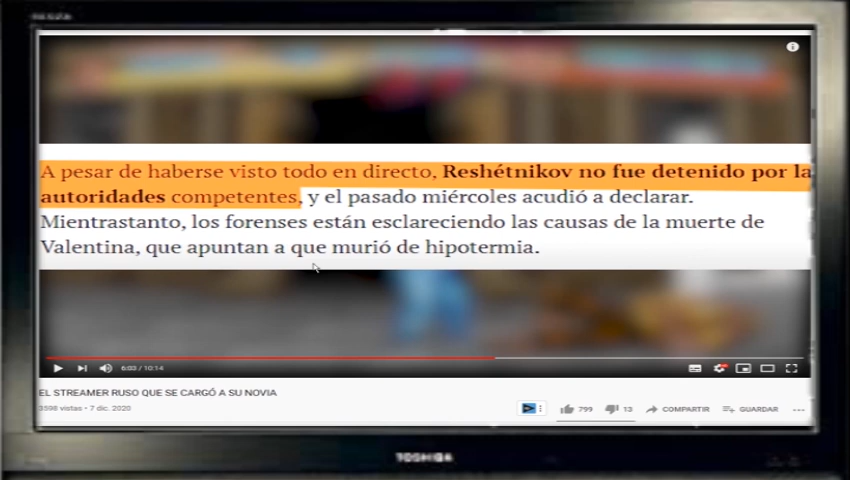 A pesar de haberse visto todo en directo, Reshétnikov no fue detenido por la
autoridades competentes, y el pasado miércoles acudió a declarar.
Mientrastanto, los forenses están esclareciendo las causas de la muerte de
Valentina, que apuntan a que murió de hipotermia.
6:03 / 10:14
EL STREAMER RUSO QUE SE CARGÓ A SU NOVIA
3598 vistas • 7 dic. 2020
799
13
COMPARTIR
GUARDAR
TOSHIBA